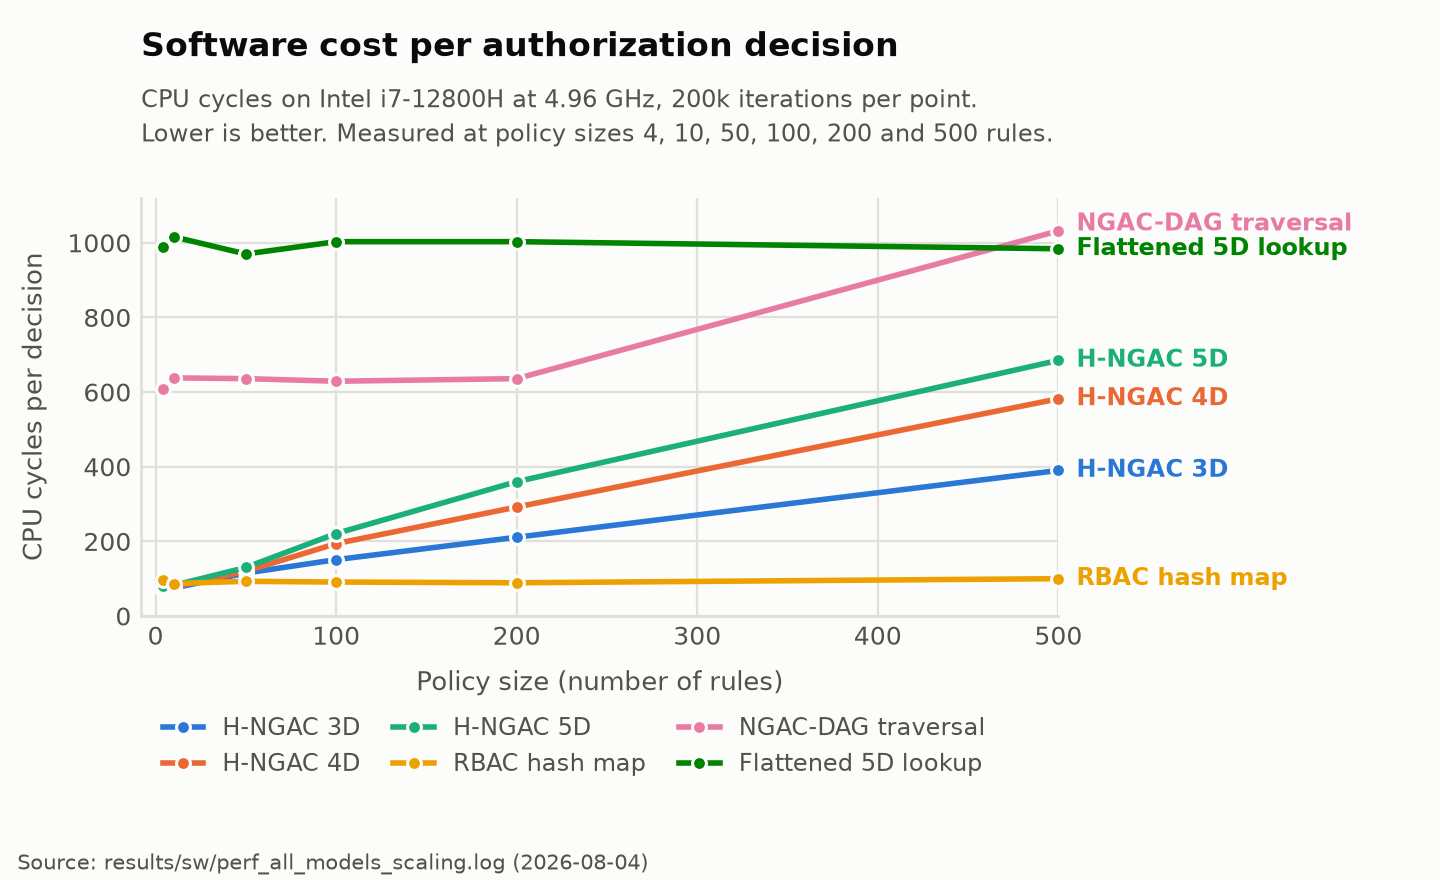 Software cost per authorization decision
CPU cycles on Intel i7-12800H at 4.96 GHz, 200k iterations per point.
Lower is better. Measured at policy sizes 4, 10, 50, 100, 200 and 500 rules.
CPU cycles per decision
1000
800
600
400
200
0
NGAC-DAG traversal
Flattened 5D lookup
H-NGAC 5D
H-NGAC 4D
H-NGAC 3D
RBAC hash map
0 100 200 300 400 500
Policy size (number of rules)
H-NGAC 3D H-NGAC 5D NGAC-DAG traversal
H-NGAC 4D RBAC hash map Flattened 5D lookup
Source: results/sw/perf_all_models_scaling.log (2026-08-04)